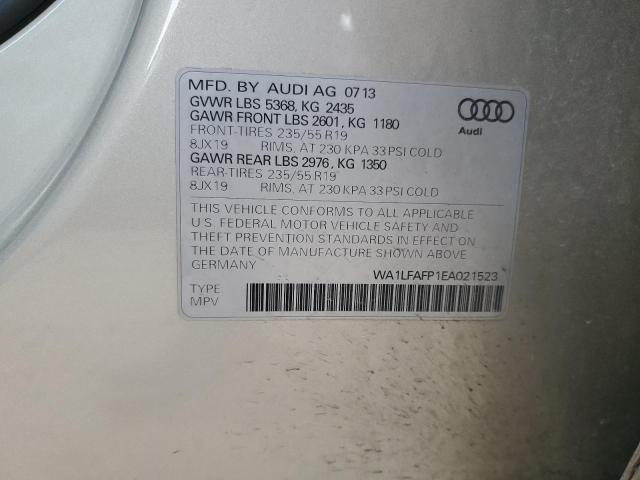 MFD. BY AUDI AG 0713
GVWR LBS 5368, KG 2435
GAWR FRONT LBS 2601, KG 1180
FRONT-TIRES 235/55 R19
8JX19 RIMS, AT 230 KPA 33 PSI COLD
GAWR REAR LBS 2976, KG 1350
REAR-TIRES 235/55 R19
8JX19 RIMS, AT 230 KPA 33 PSI COLD
Audi
THIS VEHICLE CONFORMS TO ALL APPLICABLE
U.S. FEDERAL MOTOR VEHICLE SAFETY AND
THEFT PREVENTION STANDARDS IN EFFECT ON
THE DATE OF MANUFACTURE SHOWN ABOVE
GERMANY
WA1LFAFP1EA021523
TYPE
MPV